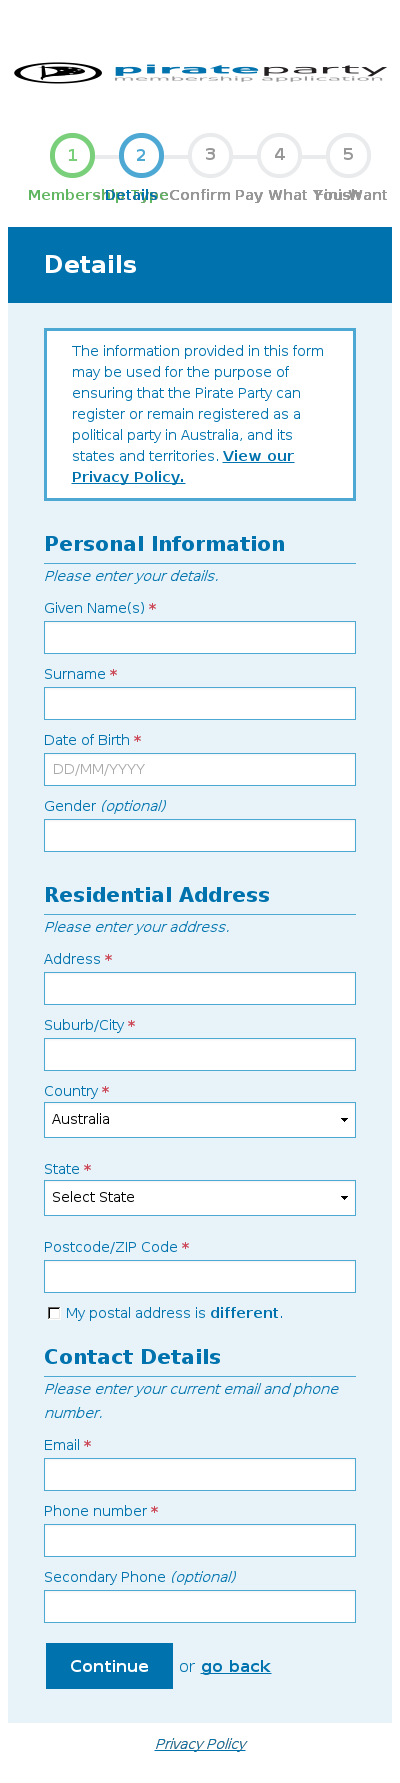 pirateparty
membership application
1 2 3 4 5
Membership Type Details Confirm Pay What You Want Finish
Details
The information provided in this form
may be used for the purpose of
ensuring that the Pirate Party can
register or remain registered as a
political party in Australia, and its
states and territories. View our
Privacy Policy.
Personal Information
Please enter your details.
Given Name(s) *
Surname *
Date of Birth *
DD/MM/YYYY
Gender (optional)
Residential Address
Please enter your address.
Address *
Suburb/City *
Country *
Australia
State *
Select State
Postcode/ZIP Code *
My postal address is different.
Contact Details
Please enter your current email and phone
number.
Email *
Phone number *
Secondary Phone (optional)
Continue or go back
Privacy Policy